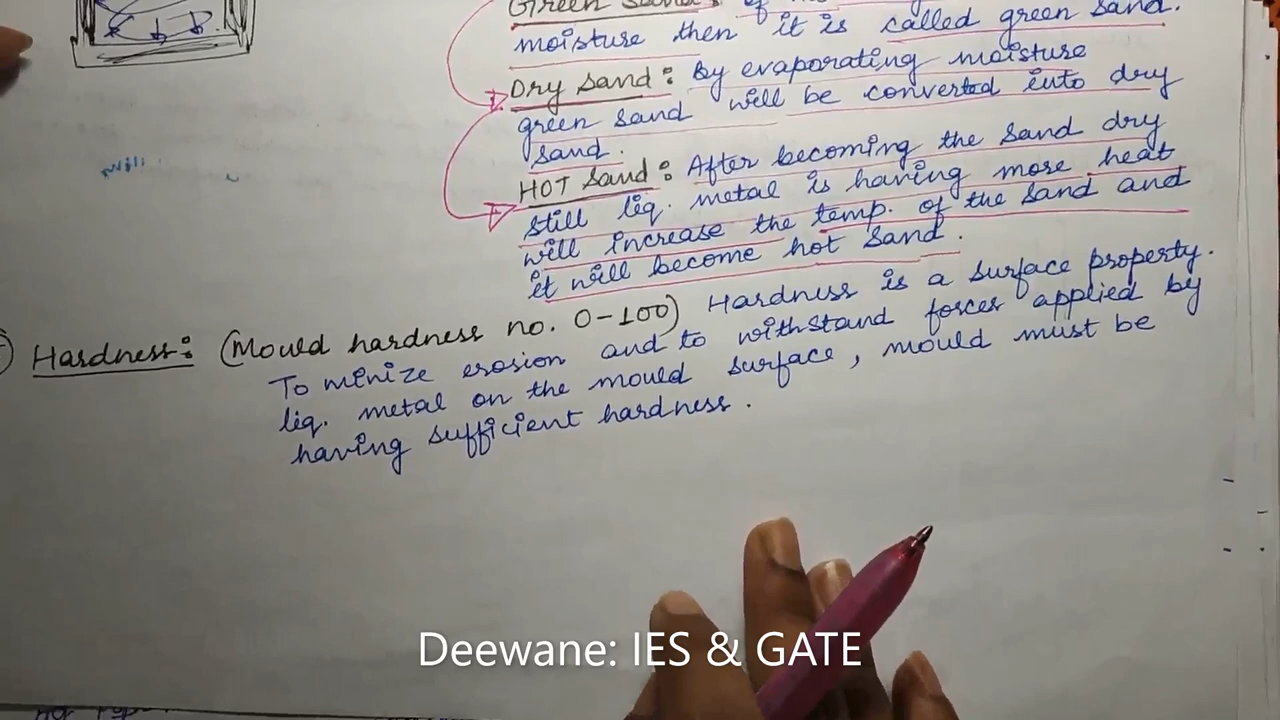 Green Sand:
moisture then it is called green sand.
Dry Sand: By evaporating moisture
green sand will be converted into dry
sand.
HOT Sand: After becoming the sand dry
still liq. metal is having more heat
will increase the temp. of the sand and
it will become hot sand.
Hardness: (Mould hardness no. 0-100) Hardness is a surface property.
To minize erosion and to withstand forces applied by
liq. metal on the mould surface, mould must be
having sufficient hardness.
Deewane: IES & GATE